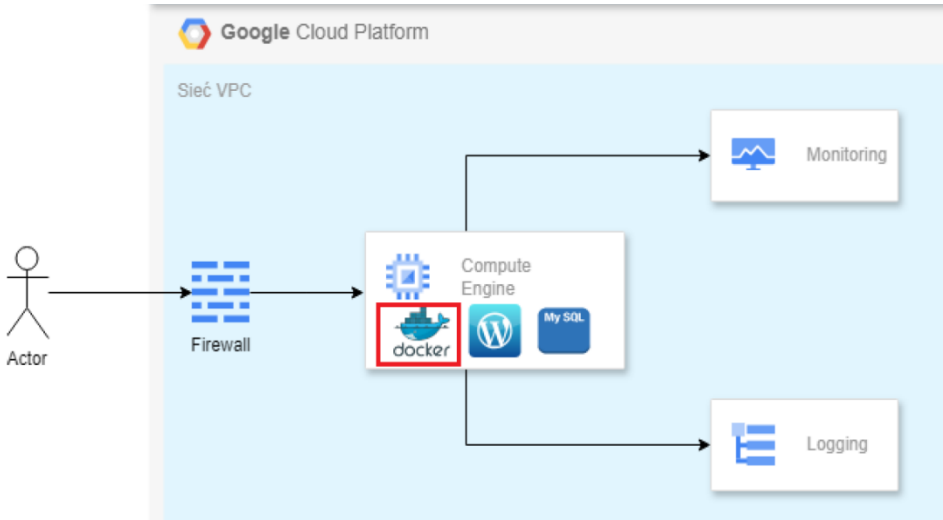 Google Cloud Platform
Sieć VPC
Monitoring
Compute
Engine
docker
My SQL
Firewall
Actor
Logging